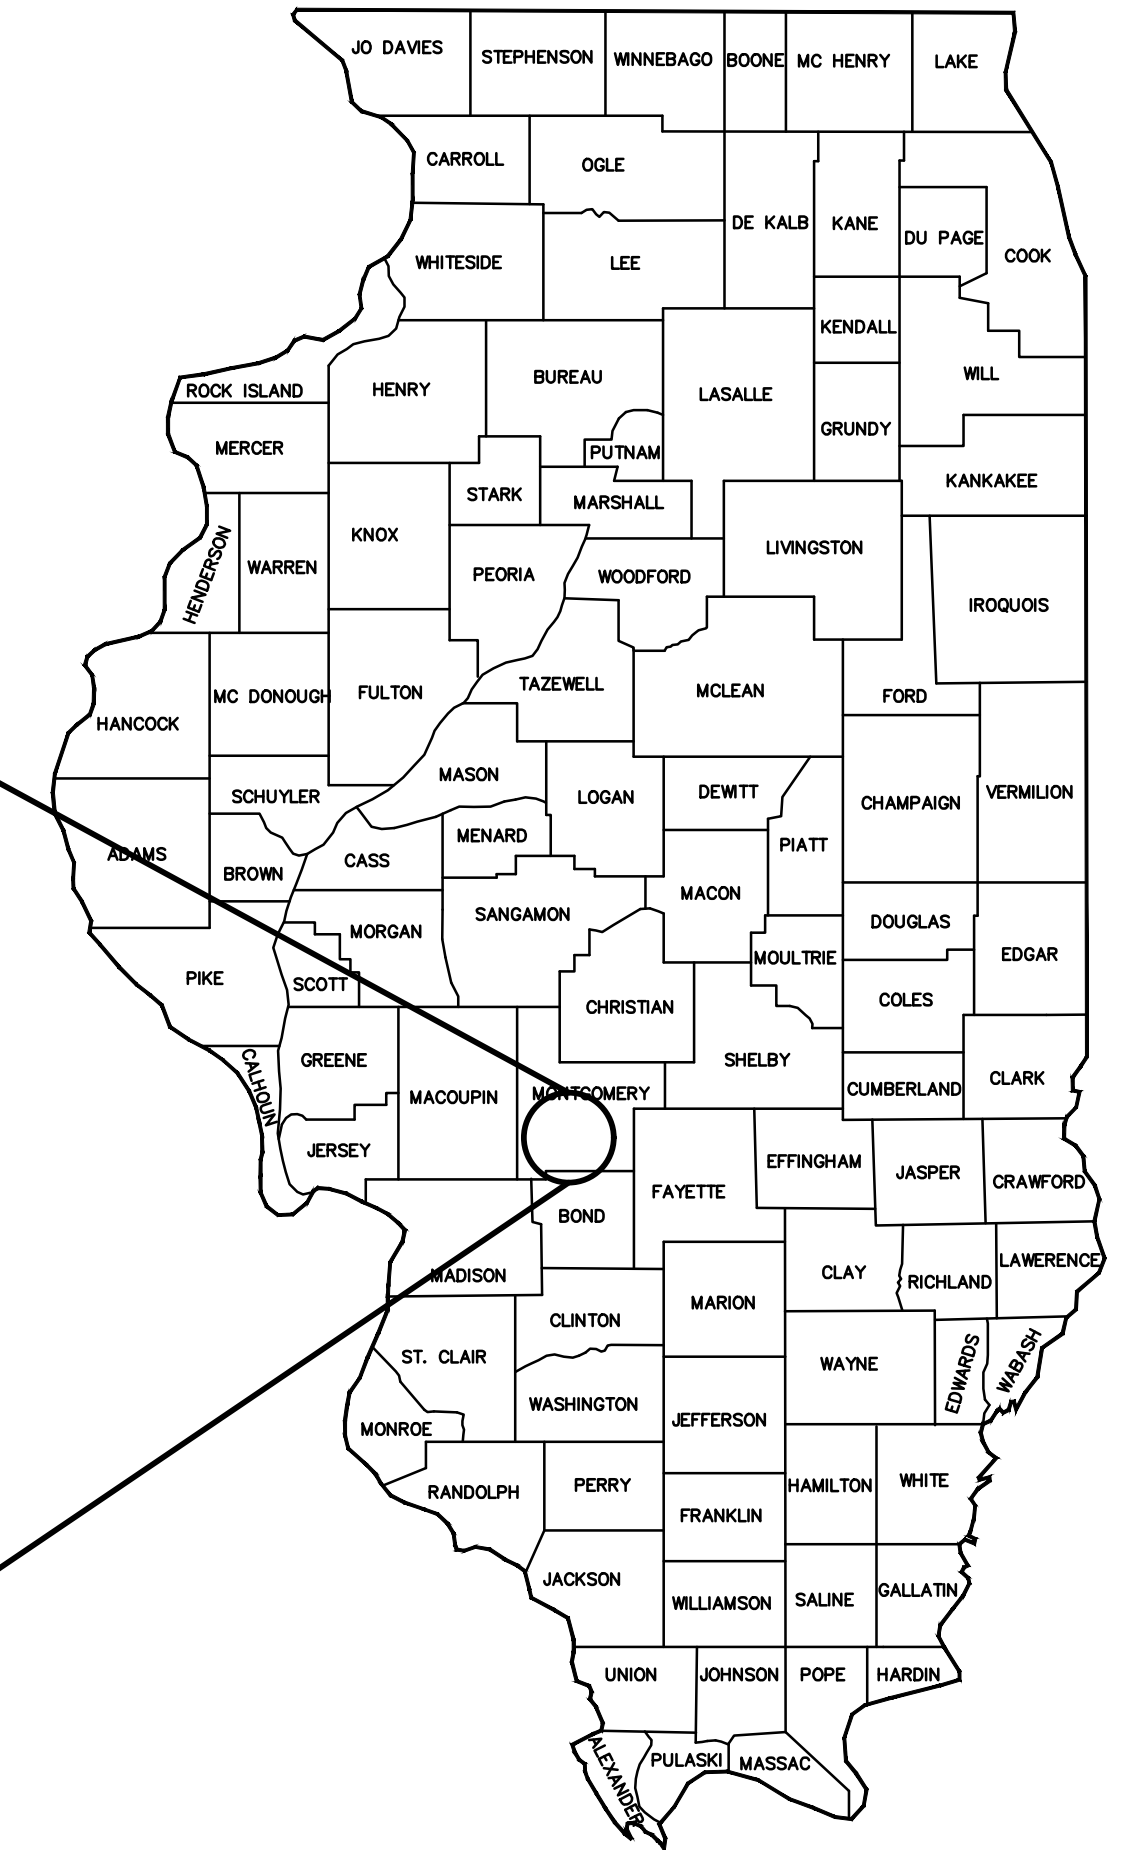 JO DAVIES
STEPHENSON
WINNEBAGO
BOONE
MC HENRY
LAKE
CARROLL
OGLE
DE KALB
KANE
DU PAGE
COOK
WHITESIDE
LEE
KENDALL
WILL
ROCK ISLAND
HENRY
BUREAU
LASALLE
GRUNDY
MERCER
PUTNAM
KANKAKEE
STARK
MARSHALL
HENDERSON
WARREN
KNOX
PEORIA
WOODFORD
LIVINGSTON
IROQUOIS
HANCOCK
MC DONOUGH
FULTON
TAZEWELL
MCLEAN
FORD
SCHUYLER
MASON
LOGAN
DEWITT
CHAMPAIGN
VERMILION
ADAMS
BROWN
CASS
MENARD
PIATT
MACON
SANGAMON
MORGAN
DOUGLAS
EDGAR
PIKE
SCOTT
MOULTRIE
COLES
CHRISTIAN
CALHOUN
GREENE
MACOUPIN
MONTGOMERY
SHELBY
CUMBERLAND
CLARK
JERSEY
FAYETTE
EFFINGHAM
JASPER
CRAWFORD
BOND
MADISON
CLAY
RICHLAND
LAWERENCE
CLINTON
MARION
ST. CLAIR
WAYNE
EDWARDS
WABASH
WASHINGTON
JEFFERSON
MONROE
RANDOLPH
PERRY
FRANKLIN
HAMILTON
WHITE
JACKSON
WILLIAMSON
SALINE
GALLATIN
UNION
JOHNSON
POPE
HARDIN
ALEXANDER
PULASKI
MASSAC